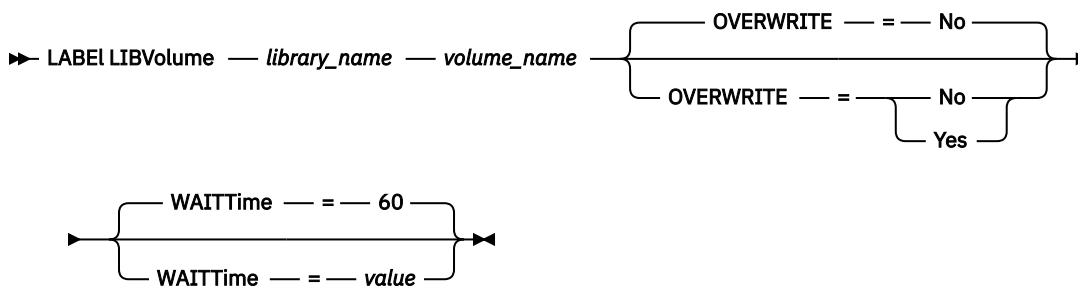 OVERWRITE = No
LABEl LIBVolume library_name volume_name
OVERWRITE = No
Yes
WAITTime = 60
WAITTime = value